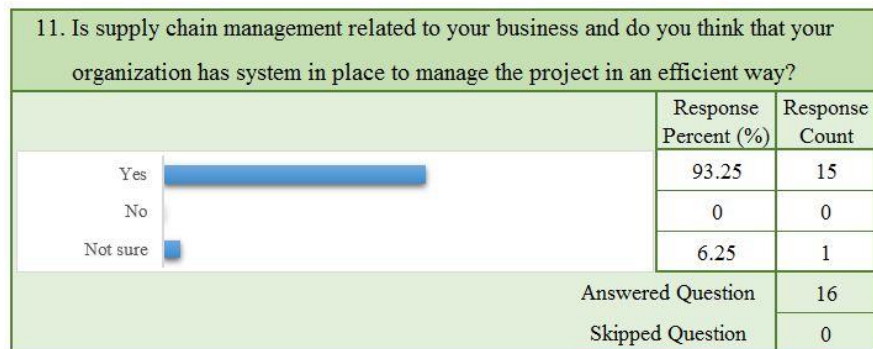 11. Is supply chain management related to your business and do you think that your
organization has system in place to manage the project in an efficient way?
Response Percent (%)
Response Count
Yes 93.25 15
No 0 0
Not sure 6.25 1
Answered Question 16
Skipped Question 0